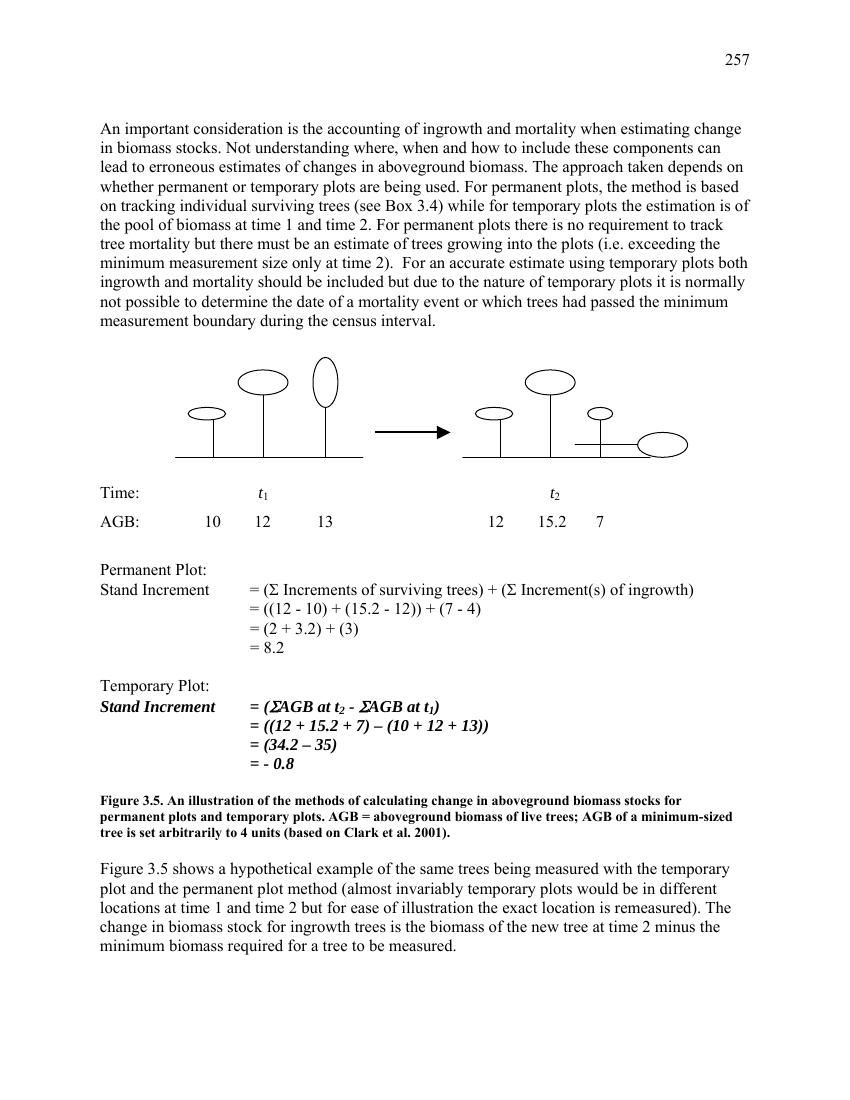 257
An important consideration is the accounting of ingrowth and mortality when estimating change
in biomass stocks. Not understanding where, when and how to include these components can
lead to erroneous estimates of changes in aboveground biomass. The approach taken depends on
whether permanent or temporary plots are being used. For permanent plots, the method is based
on tracking individual surviving trees (see Box 3.4) while for temporary plots the estimation is of
the pool of biomass at time 1 and time 2. For permanent plots there is no requirement to track
tree mortality but there must be an estimate of trees growing into the plots (i.e. exceeding the
minimum measurement size only at time 2).  For an accurate estimate using temporary plots both
ingrowth and mortality should be included but due to the nature of temporary plots it is normally
not possible to determine the date of a mortality event or which trees had passed the minimum
measurement boundary during the census interval.
Time: t1 t2
AGB: 10 12 13 12 15.2 7
Permanent Plot:
Stand Increment = (Σ Increments of surviving trees) + (Σ Increment(s) of ingrowth)
= ((12 - 10) + (15.2 - 12)) + (7 - 4)
= (2 + 3.2) + (3)
= 8.2
Temporary Plot:
Stand Increment = (ΣAGB at t2 - ΣAGB at t1)
= ((12 + 15.2 + 7) – (10 + 12 + 13))
= (34.2 – 35)
= - 0.8
Figure 3.5. An illustration of the methods of calculating change in aboveground biomass stocks for
permanent plots and temporary plots. AGB = aboveground biomass of live trees; AGB of a minimum-sized
tree is set arbitrarily to 4 units (based on Clark et al. 2001).
Figure 3.5 shows a hypothetical example of the same trees being measured with the temporary
plot and the permanent plot method (almost invariably temporary plots would be in different
locations at time 1 and time 2 but for ease of illustration the exact location is remeasured). The
change in biomass stock for ingrowth trees is the biomass of the new tree at time 2 minus the
minimum biomass required for a tree to be measured.